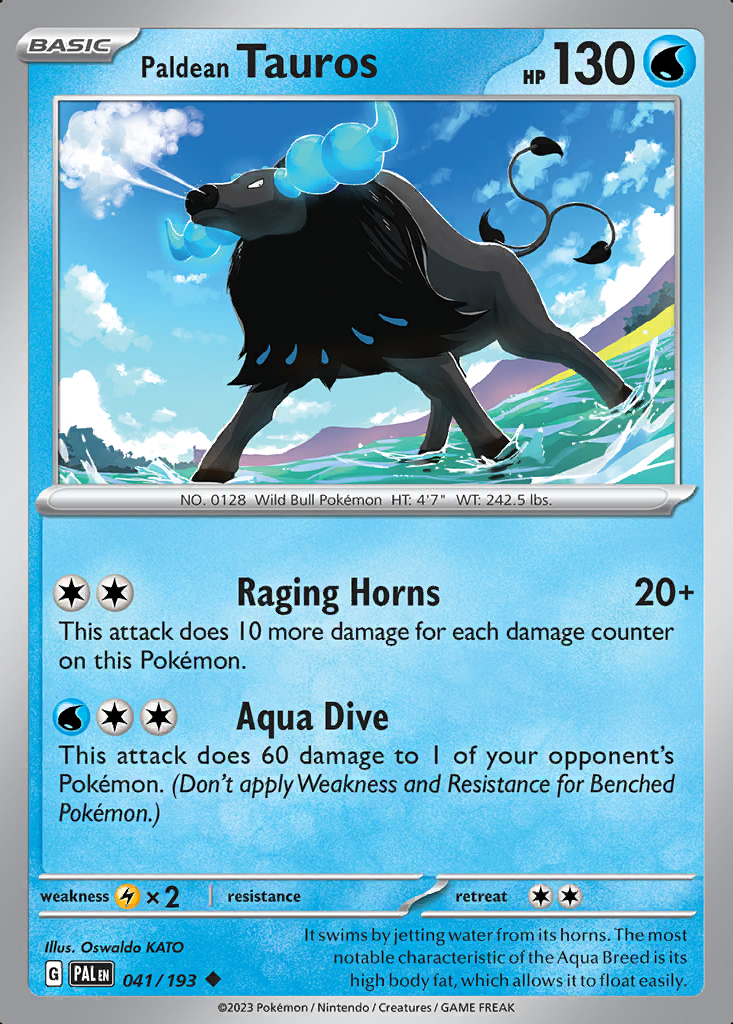 BASIC
Paldean Tauros
HP 130
NO. 0128 Wild Bull Pokémon HT: 4'7" WT: 242.5 lbs.
Raging Horns 20+
This attack does 10 more damage for each damage counter
on this Pokémon.
Aqua Dive
This attack does 60 damage to 1 of your opponent's
Pokémon. (Don't apply Weakness and Resistance for Benched
Pokémon.)
weakness ×2 resistance retreat
Illus. Oswaldo KATO
G PAL EN 041/193
It swims by jetting water from its horns. The most
notable characteristic of the Aqua Breed is its
high body fat, which allows it to float easily.
©2023 Pokémon / Nintendo / Creatures / GAME FREAK